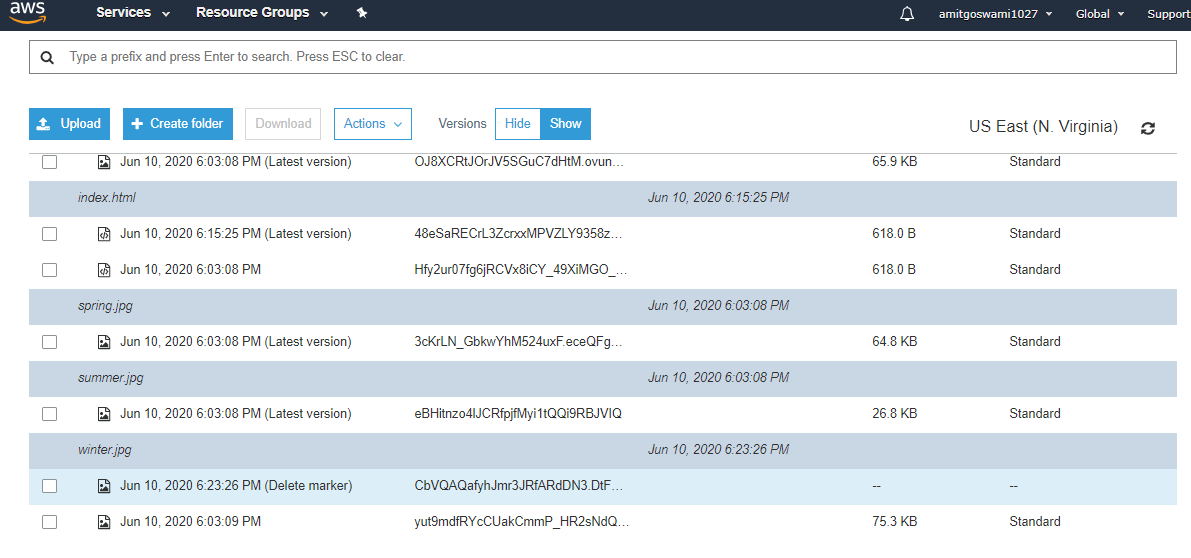 aws Services Resource Groups amitgoswami1027 Global Support
Type a prefix and press Enter to search. Press ESC to clear.
Upload Create folder Download Actions Versions Hide Show US East (N. Virginia)
Jun 10, 2020 6:03:08 PM (Latest version) OJ8XCRtJOrJV5SGuC7dHtM.ovun... 65.9 KB Standard
index.html Jun 10, 2020 6:15:25 PM
Jun 10, 2020 6:15:25 PM (Latest version) 48eSaRECrL3ZcrxxMPVZLY9358z... 618.0 B Standard
Jun 10, 2020 6:03:08 PM Hfy2ur07fg6jRCVx8iCY_49XiMGO_... 618.0 B Standard
spring.jpg Jun 10, 2020 6:03:08 PM
Jun 10, 2020 6:03:08 PM (Latest version) 3cKrLN_GbkwYhM524uxF.eceQFg... 64.8 KB Standard
summer.jpg Jun 10, 2020 6:03:08 PM
Jun 10, 2020 6:03:08 PM (Latest version) eBHitnzo4lJCRfpjfMyi1tQQi9RBJVIQ 26.8 KB Standard
winter.jpg Jun 10, 2020 6:23:26 PM
Jun 10, 2020 6:23:26 PM (Delete marker) CbVQAQafyhJmr3JRfARdDN3.DtF... -- --
Jun 10, 2020 6:03:09 PM yut9mdfRYcCUakCmmP_HR2sNdQ... 75.3 KB Standard